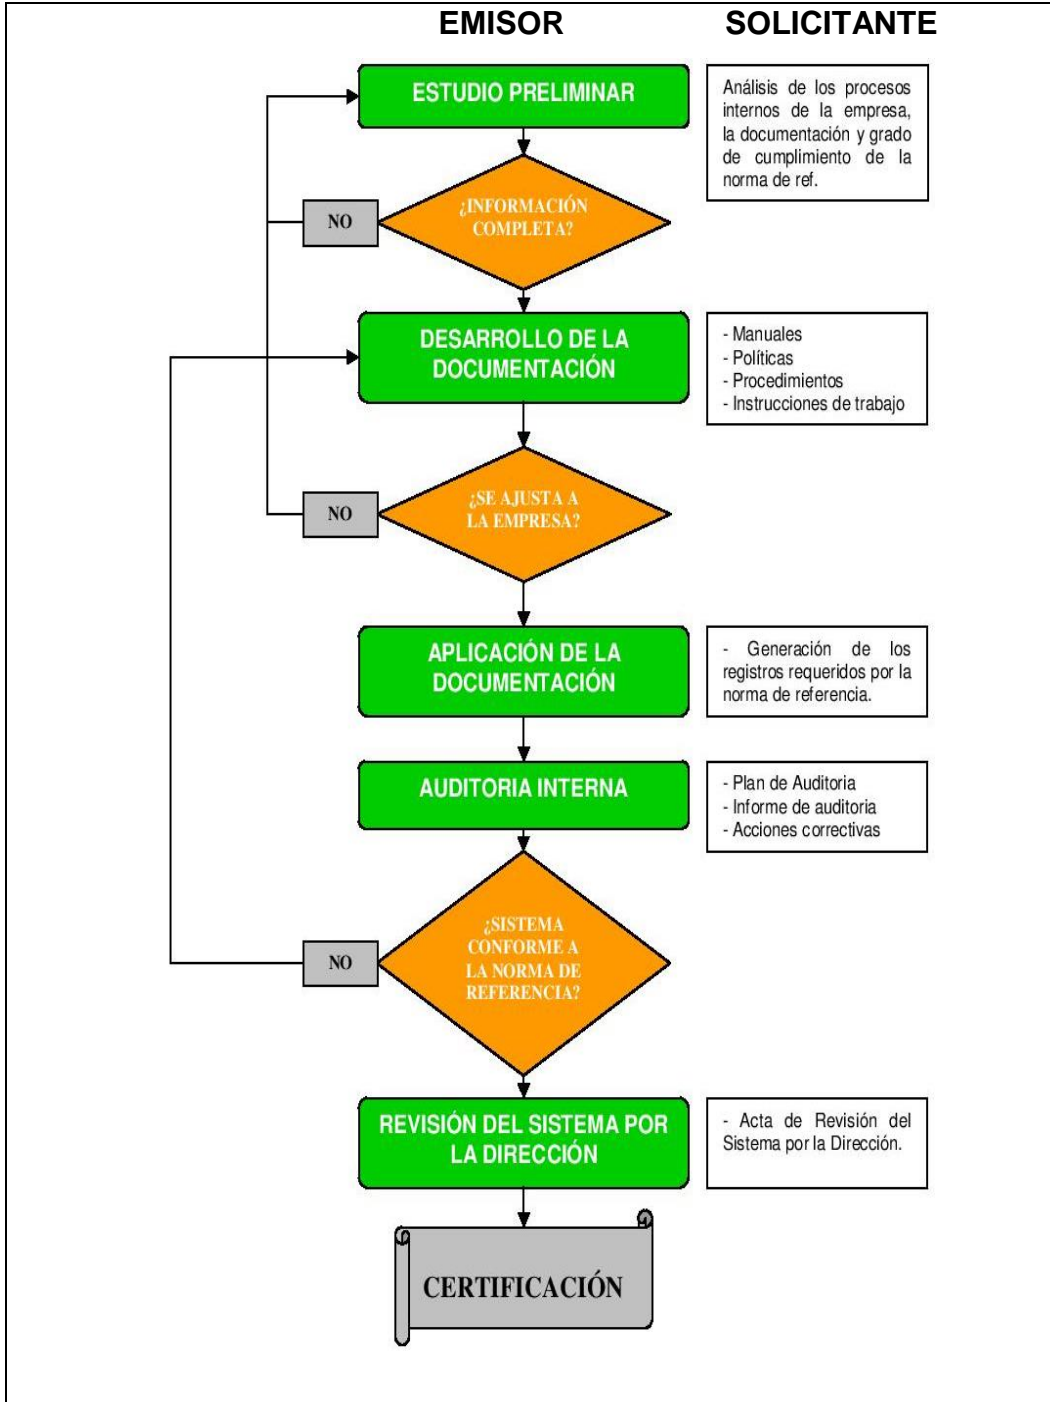 EMISOR SOLICITANTE
ESTUDIO PRELIMINAR
Análisis de los procesos
internos de la empresa,
la documentación y grado
de cumplimiento de la
norma de ref.
¿INFORMACIÓN
COMPLETA?
NO
DESARROLLO DE LA
DOCUMENTACIÓN
- Manuales
- Políticas
- Procedimientos
- Instrucciones de trabajo
¿SE AJUSTA A
LA EMPRESA?
NO
APLICACIÓN DE LA
DOCUMENTACIÓN
- Generación de los
registros requeridos por la
norma de referencia.
AUDITORIA INTERNA
- Plan de Auditoria
- Informe de auditoria
- Acciones correctivas
¿SISTEMA
CONFORME A
LA NORMA DE
REFERENCIA?
NO
REVISIÓN DEL SISTEMA POR
LA DIRECCIÓN
- Acta de Revisión del
Sistema por la Dirección.
CERTIFICACIÓN